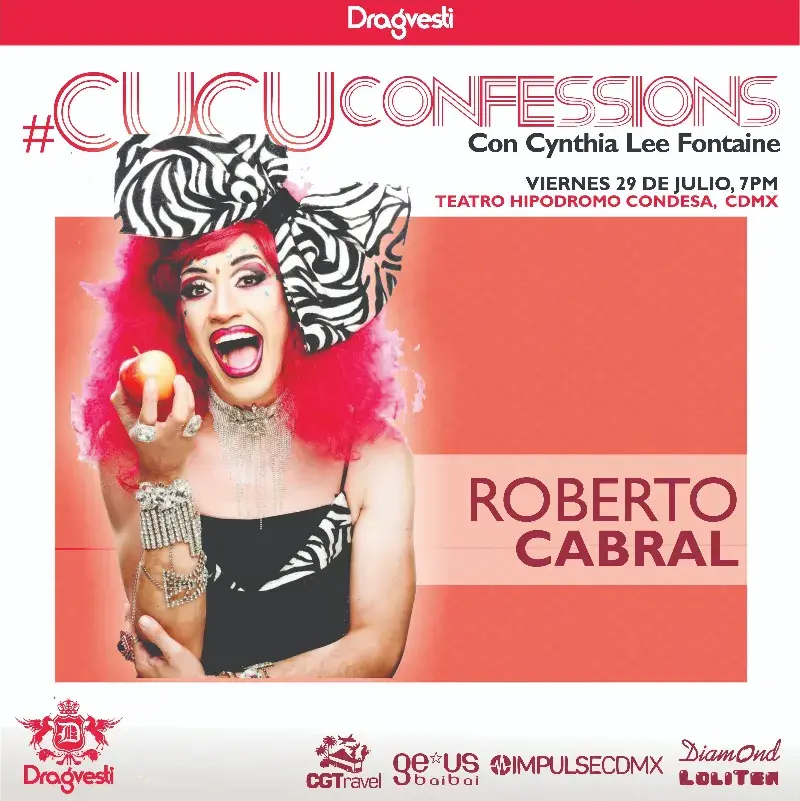 Dragvesti
#CUCUCONFESSIONS
Con Cynthia Lee Fontaine
VIERNES 29 DE JULIO, 7PM
TEATRO HIPODROMO CONDESA, CDMX
ROBERTO
CABRAL
D
Dragvesti
CGTravel
ge☆us
baibai
IMPULSECDMX
DIAMOnd
LOLITER